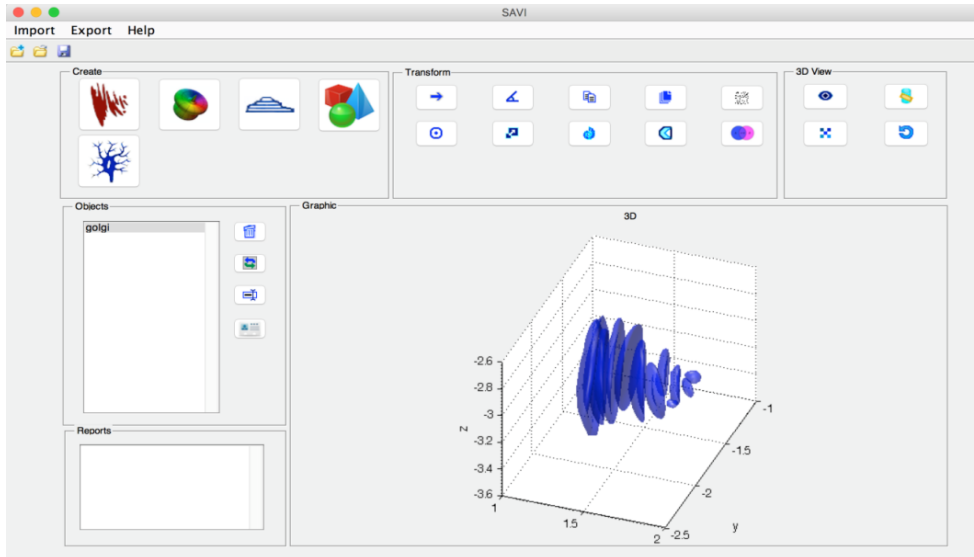 SAVI
Import Export Help
Create
Transform
3D View
Objects
golgi
Graphic
3D
-2.6
-2.8
-3
-3.2
-3.4
-3.6
z
1
1.5
2
-2.5
-2
-1.5
-1
y
Reports